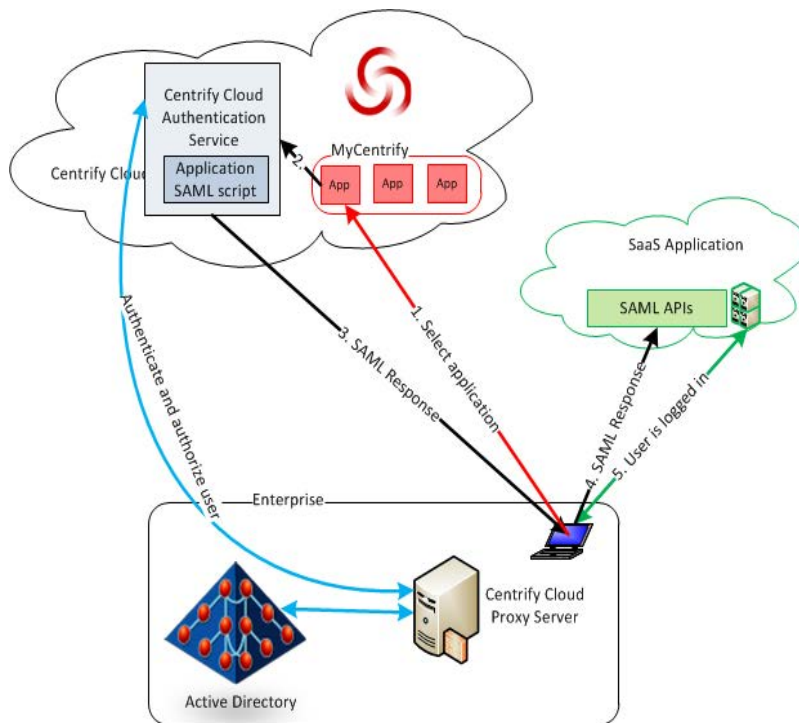 Centrify Cloud
Authentication
Service
Application
SAML script
Centrify Cloud
2.
MyCentrify
App
App
App
SaaS Application
SAML APIs
1. Select application
3. SAML Response
4. SAML Response
5. User is logged in
Authenticate and authorize user
Enterprise
Centrify Cloud
Proxy Server
Active Directory